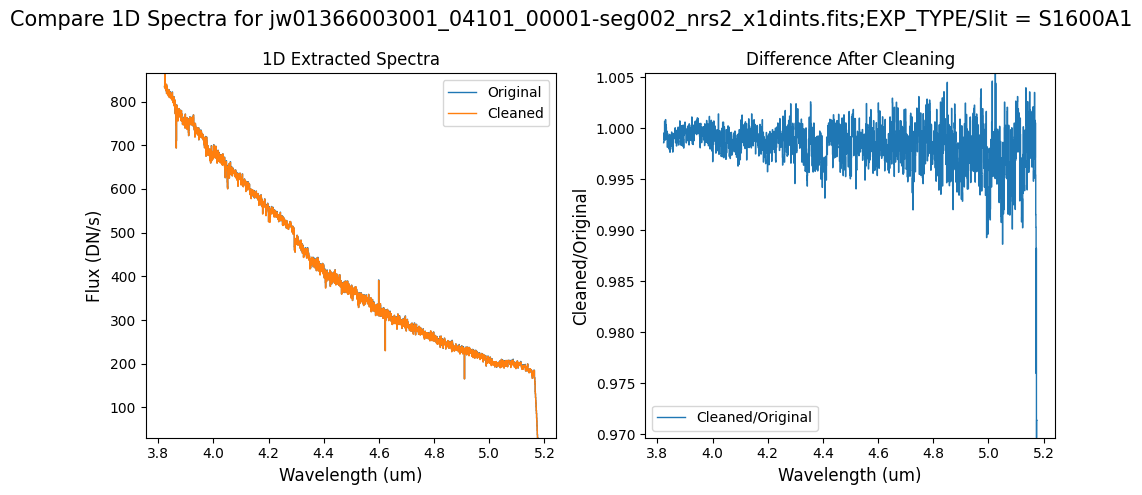 Compare 1D Spectra for jw01366003001_04101_00001-seg002_nrs2_x1dints.fits;EXP_TYPE/Slit = S1600A1
1D Extracted Spectra
Original
Cleaned
Flux (DN/s)
800
700
600
500
400
300
200
100
3.8 4.0 4.2 4.4 4.6 4.8 5.0 5.2
Wavelength (um)
Difference After Cleaning
Cleaned/Original
1.005
1.000
0.995
0.990
0.985
0.980
0.975
0.970
Cleaned/Original
3.8 4.0 4.2 4.4 4.6 4.8 5.0 5.2
Wavelength (um)